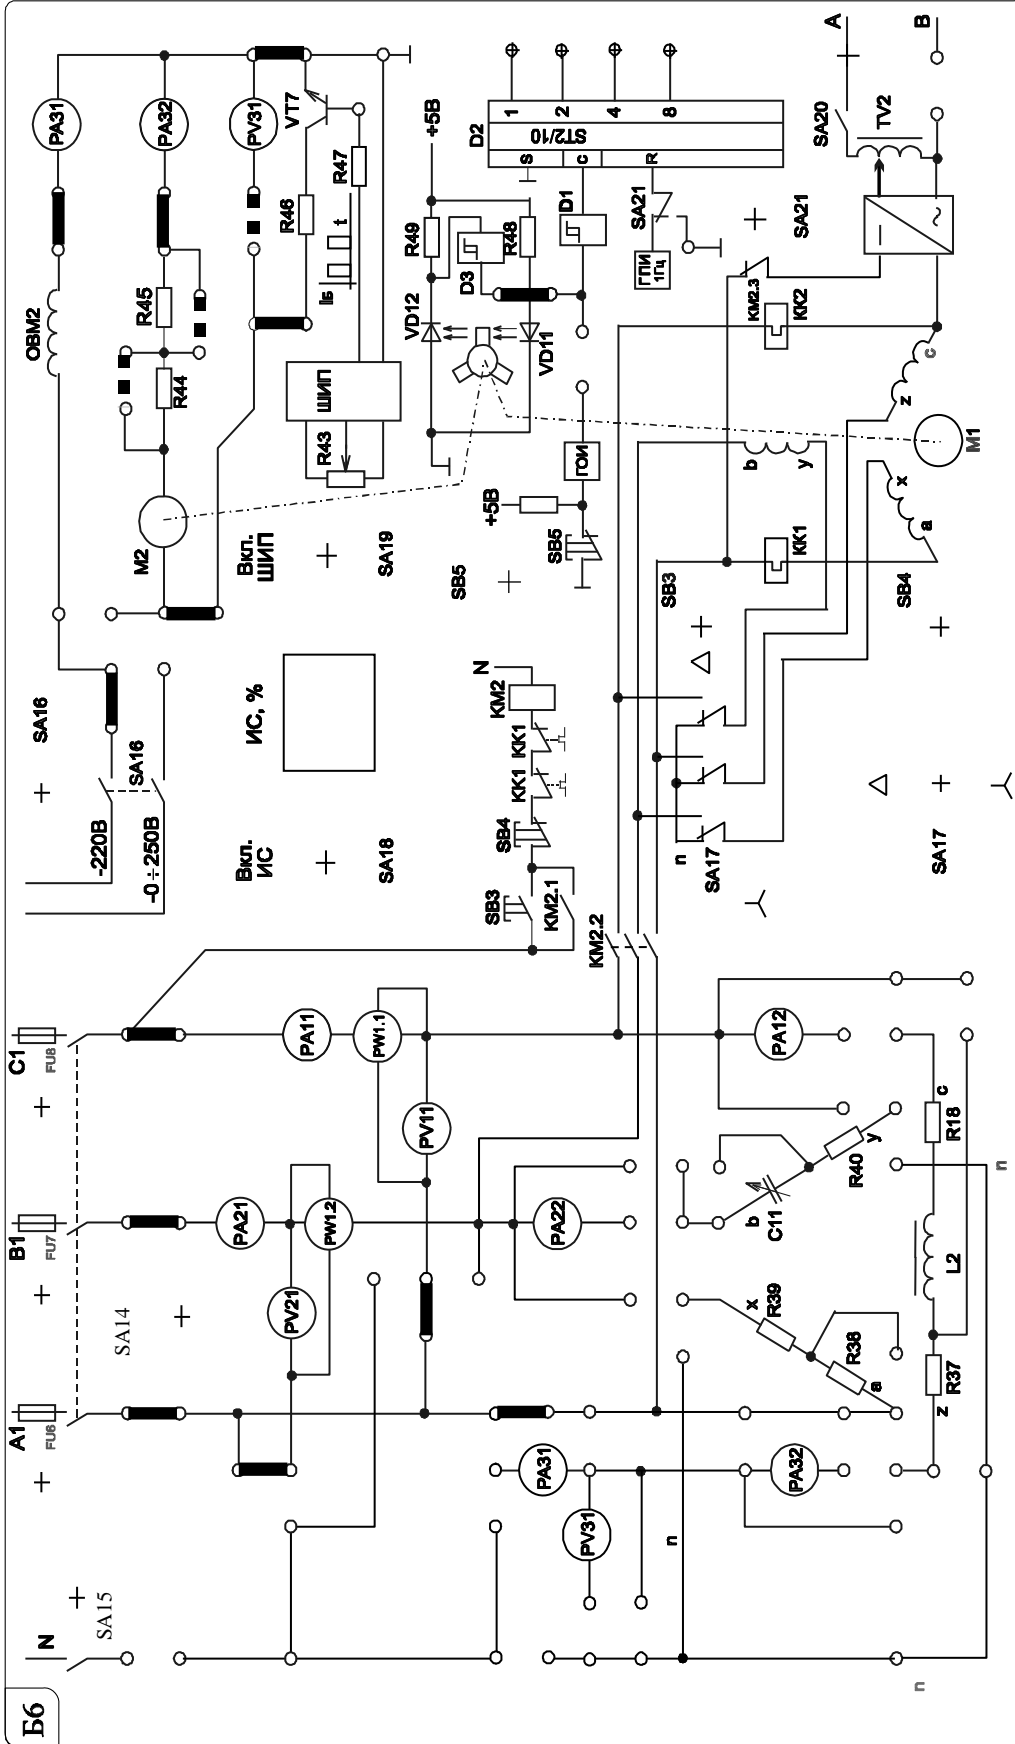 Б6
N
SA15
A1
FU6
B1
FU7
C1
FU8
SA14
PA21
PV21
PW1.2
PA11
PW1.1
PV11
PA22
PA12
PA31
PV31
PA32
n
n
n
a
R38
R39
x
b
C11
R40
y
z
R37
L2
R18
c
-220В
-0÷250В
SA16
SA16
Вкл.
ИС
SA18
ИС, %
Вкл.
ШИП
SA19
SB3
KM2.1
SB4
KK1
KK1
KM2
N
KM2.2
n
SA17
SA17
SB3
SB4
KK1
KK2
KM2.3
b
y
x
a
z
c
M1
M2
R44
R45
ОВМ2
PA31
PA32
PV31
VT7
R46
R47
Iб
t
ШИП
R43
SB5
+5В
SB5
ГОИ
VD12
VD11
R49
R48
D3
D1
+5В
D2
ST2/10
S
C
R
1
2
4
8
SA21
ГПИ
1Гц
SA21
SA20
TV2
A
B